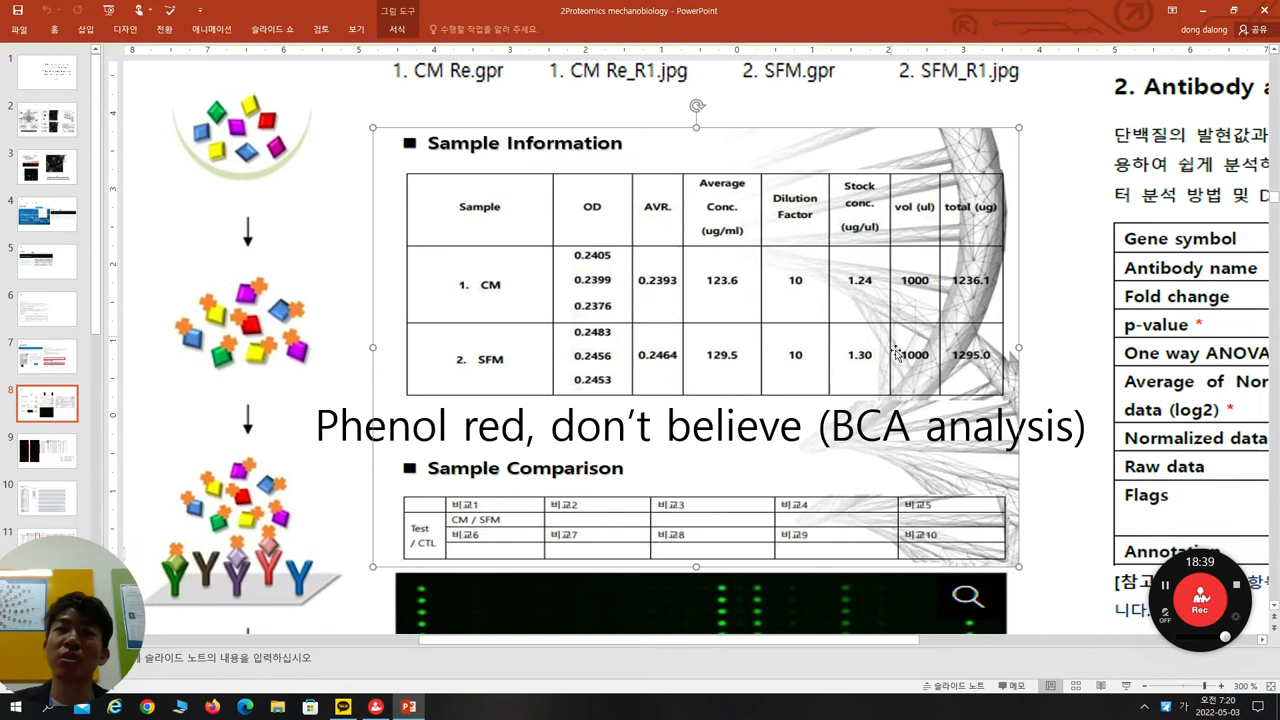 2Proteomics mechanobiology - PowerPoint
그림 도구
파일
홈
삽입
디자인
전환
애니메이션
슬라이드 쇼
검토
보기
서식
수행할 작업을 알려 주세요.
dong dalong
공유
1. CM Re.gpr
1. CM Re_R1.jpg
2. SFM.gpr
2. SFM_R1.jpg
■ Sample Information
Sample OD AVR. Average Conc. (ug/ml) Dilution Factor Stock conc. (ug/ul) vol (ul) total (ug)
1. CM 0.2405 0.2399 0.2376 0.2393 123.6 10 1.24 1000 1236.1
2. SFM 0.2483 0.2456 0.2453 0.2464 129.5 10 1.30 1000 1295.0
Phenol red, don't believe (BCA analysis)
■ Sample Comparison
Test / CTL
비교1 비교2 비교3 비교4 비교5
CM / SFM
비교6 비교7 비교8 비교9 비교10
2. Antibody a
단백질의 발현값과
용하여 쉽게 분석하
터 분석 방법 및 D
Gene symbol
Antibody name
Fold change
p-value *
One way ANOVA
Average of Nor
data (log2) *
Normalized data
Raw data
Flags
Annotation
[참고
항목
니다.
18:39
Rec
OFF
슬라이드 노트의 내용을 입력하십시오
슬라이드 노트
메모
300 %
가
오전 7:20
2022-05-03